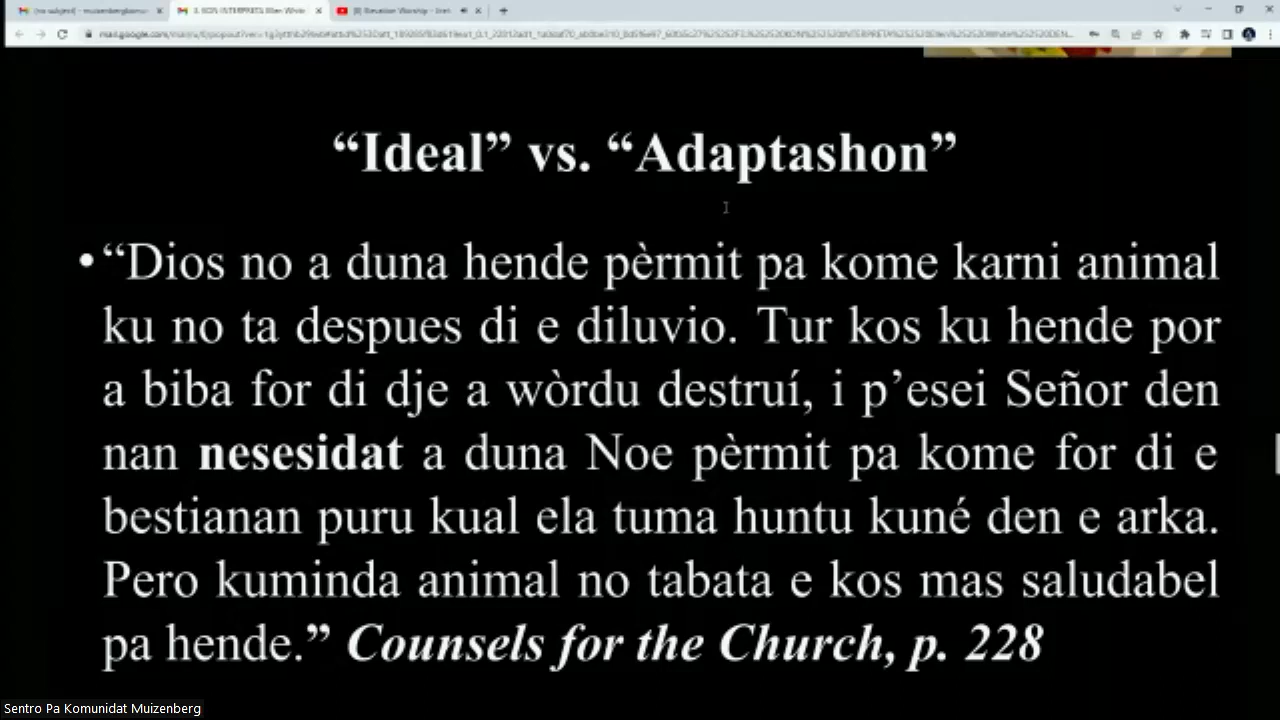 “Ideal” vs. “Adaptashon”
•“Dios no a duna hende pèrmit pa kome karni animal
ku no ta despues di e diluvio. Tur kos ku hende por
a biba for di dje a wòrdu destruí, i p’esei Señor den
nan nesesidat a duna Noe pèrmit pa kome for di e
bestianan puru kual ela tuma huntu kuné den e arka.
Pero kuminda animal no tabata e kos mas saludabel
pa hende.” Counsels for the Church, p. 228
Sentro Pa Komunidat Muizenberg